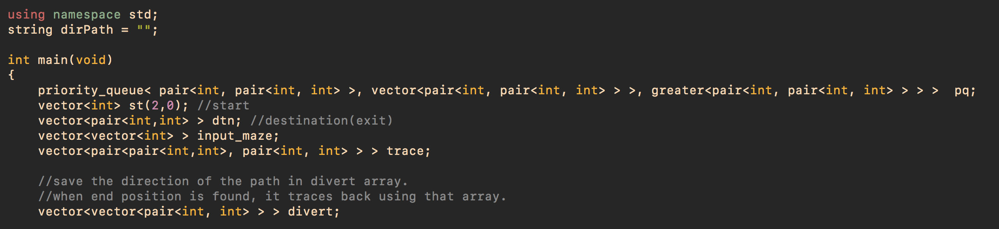 using namespace std;
string dirPath = "";

int main(void)
{
    priority_queue< pair<int, pair<int, int> >, vector<pair<int, pair<int, int> > >, greater<pair<int, pair<int, int> > > >  pq;
    vector<int> st(2,0); //start
    vector<pair<int,int> > dtn; //destination(exit)
    vector<vector<int> > input_maze;
    vector<pair<pair<int,int>, pair<int, int> > > trace;

    //save the direction of the path in divert array.
    //when end position is found, it traces back using that array.
    vector<vector<pair<int, int> > > divert;